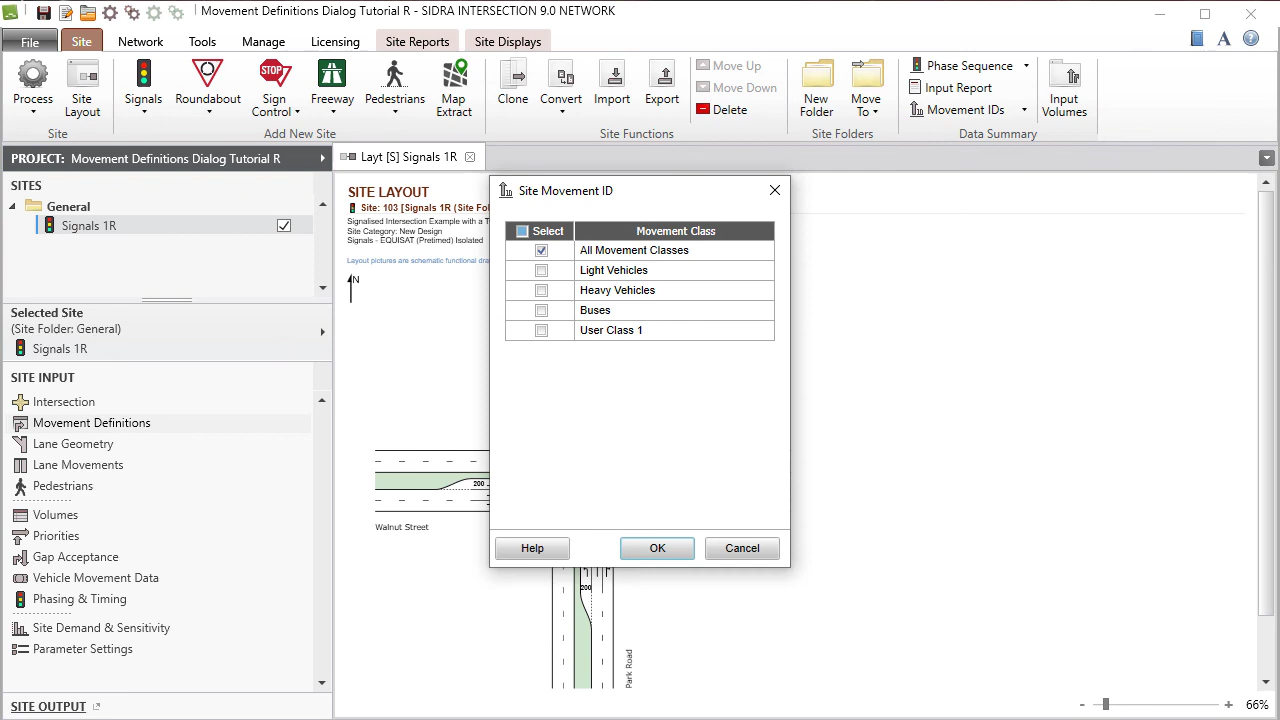 Movement Definitions Dialog Tutorial R - SIDRA INTERSECTION 9.0 NETWORK
File Site Network Tools Manage Licensing Site Reports Site Displays
Process
Site Layout
Site
Signals
Roundabout
Sign Control
Freeway
Pedestrians
Map Extract
Add New Site
Clone
Convert
Import
Export
Move Up
Move Down
Delete
Site Functions
New Folder
Move To
Site Folders
Phase Sequence
Input Report
Movement IDs
Data Summary
Input Volumes
PROJECT: Movement Definitions Dialog Tutorial R
Layt [S] Signals 1R
SITES
General
Signals 1R
Selected Site
(Site Folder: General)
Signals 1R
SITE INPUT
Intersection
Movement Definitions
Lane Geometry
Lane Movements
Pedestrians
Volumes
Priorities
Gap Acceptance
Vehicle Movement Data
Phasing & Timing
Site Demand & Sensitivity
Parameter Settings
SITE OUTPUT
SITE LAYOUT
Site: 103 [Signals 1R (Site Fol
Signalised Intersection Example with a T
Site Category: New Design
Signals - EQUISAT (Pretimed) Isolated
Layout pictures are schematic functional dra
N
200
Walnut Street
200
Park Road
Site Movement ID
Select Movement Class
All Movement Classes
Light Vehicles
Heavy Vehicles
Buses
User Class 1
Help OK Cancel
66%